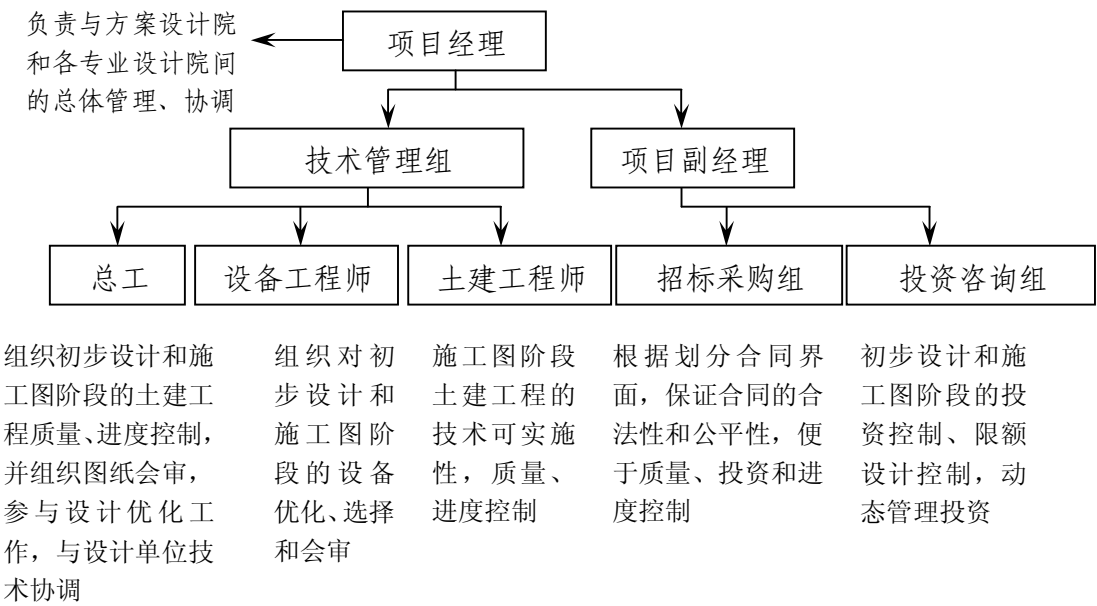 负责与方案设计院
和各专业设计院间
的总体管理、协调
项目经理
技术管理组
项目副经理
总工
设备工程师
土建工程师
招标采购组
投资咨询组
组织初步设计和施
工图阶段的土建工
程质量、进度控制，
并组织图纸会审，
参与设计优化工
作，与设计单位技
术协调
组织对初
步设计和
施工图阶
段的设备
优化、选择
和会审
施工图阶段
土建工程的
技术可实施
性，质量、
进度控制
根据划分合同界
面，保证合同的合
法性和公平性，便
于质量、投资和进
度控制
初步设计和施
工图阶段的投
资控制、限额
设计控制，动
态管理投资